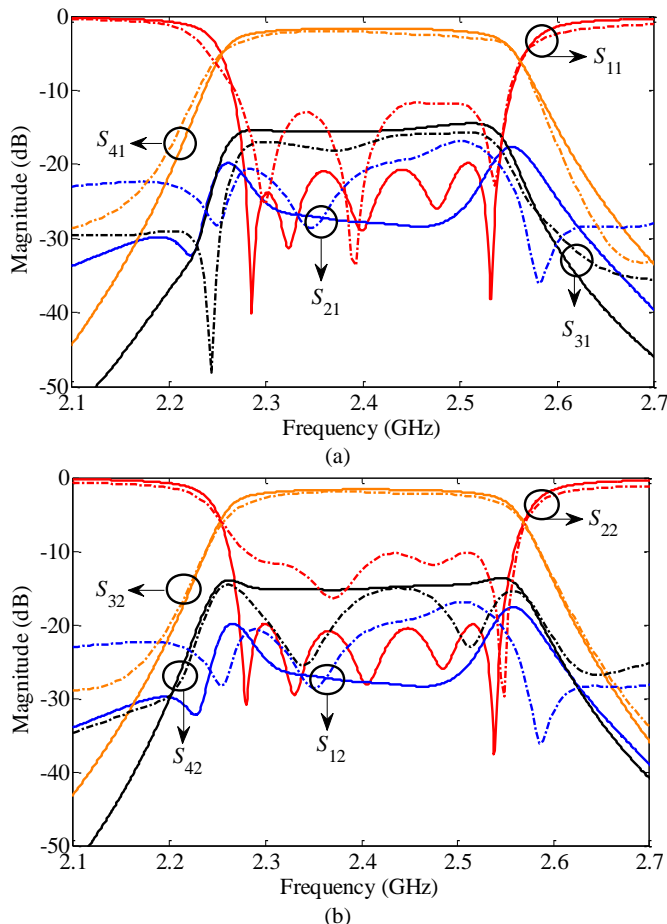 0
-10
-20
-30
-40
-50
Magnitude (dB)
S11
S41
S21
S31
2.1 2.2 2.3 2.4 2.5 2.6 2.7
Frequency (GHz)
(a)
0
-10
-20
-30
-40
-50
Magnitude (dB)
S22
S32
S42
S12
2.1 2.2 2.3 2.4 2.5 2.6 2.7
Frequency (GHz)
(b)